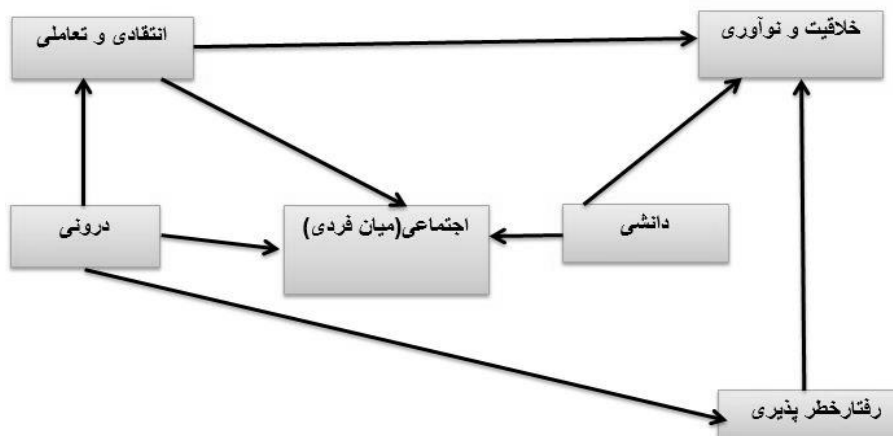 خلاقیت و نوآوری
انتقادی و تعاملی
دانشی
اجتماعی(میان فردی)
درونی
رفتارخطر پذیری